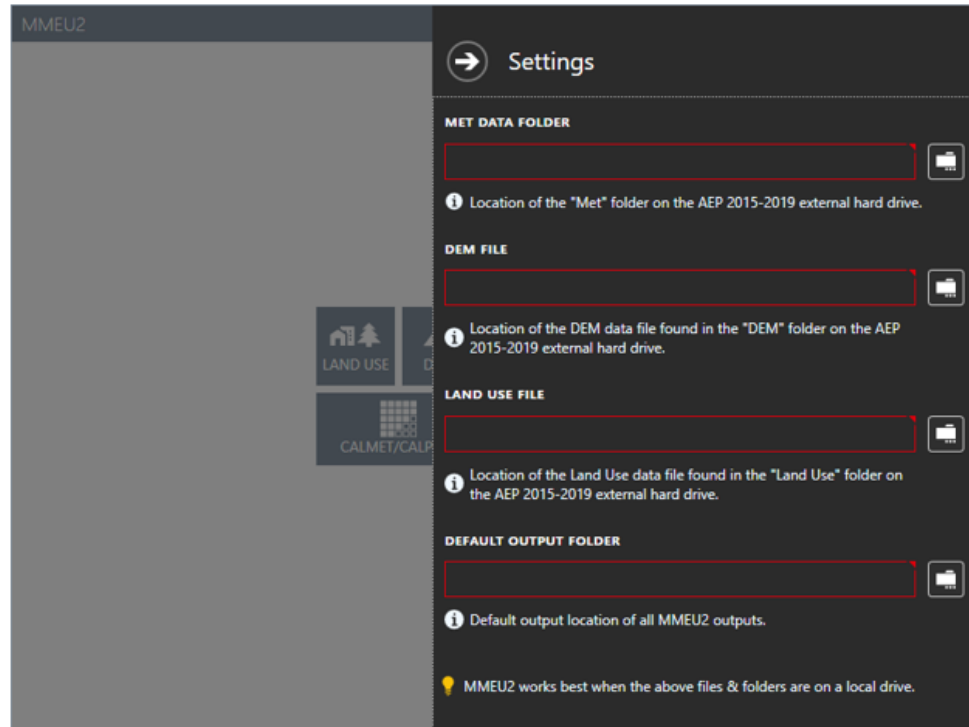 MMEU2
Settings
MET DATA FOLDER
Location of the "Met" folder on the AEP 2015-2019 external hard drive.
DEM FILE
Location of the DEM data file found in the "DEM" folder on the AEP
2015-2019 external hard drive.
LAND USE
LAND USE FILE
CALMET/CALP
Location of the Land Use data file found in the "Land Use" folder on
the AEP 2015-2019 external hard drive.
DEFAULT OUTPUT FOLDER
Default output location of all MMEU2 outputs.
MMEU2 works best when the above files & folders are on a local drive.